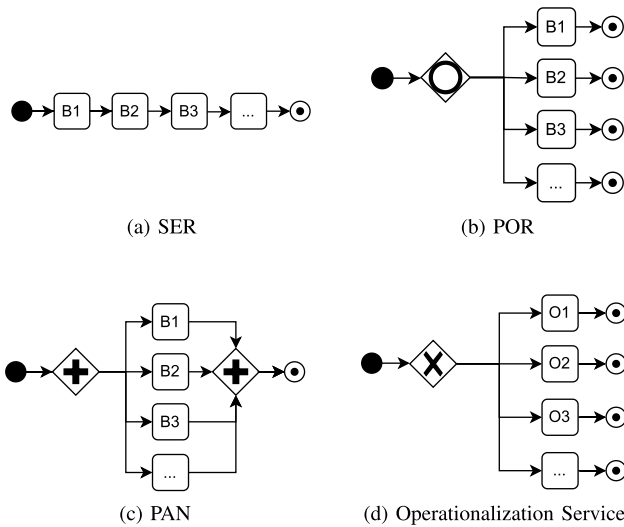 B1 B2 B3 ...
(a) SER
B1
B2
B3
...
(b) POR
B1
B2
B3
...
(c) PAN
O1
O2
O3
...
(d) Operationalization Service